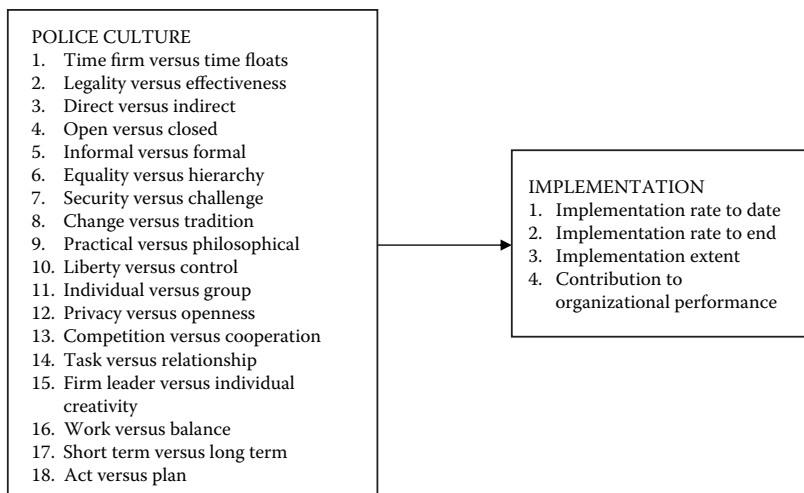 POLICE CULTURE
1. Time firm versus time floats
2. Legality versus effectiveness
3. Direct versus indirect
4. Open versus closed
5. Informal versus formal
6. Equality versus hierarchy
7. Security versus challenge
8. Change versus tradition
9. Practical versus philosophical
10. Liberty versus control
11. Individual versus group
12. Privacy versus openness
13. Competition versus cooperation
14. Task versus relationship
15. Firm leader versus individual
creativity
16. Work versus balance
17. Short term versus long term
18. Act versus plan
IMPLEMENTATION
1. Implementation rate to date
2. Implementation rate to end
3. Implementation extent
4. Contribution to
organizational performance